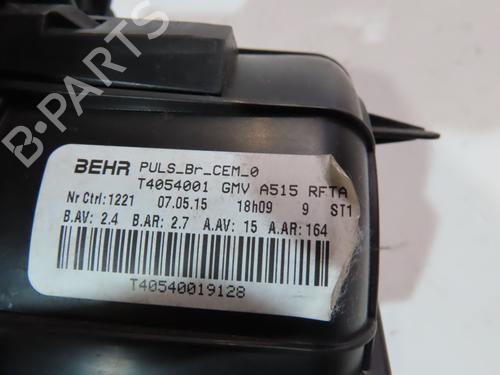 BEHR PULS_Br_CEM_0
T4054001 GMV A515 RFTA
Nr Ctrl:1221 07.05.15 18h09 9 ST1
B.AV: 2.4 B.AR: 2.7 A.AV: 15 A.AR: 164
T40540019128
B-PARTS